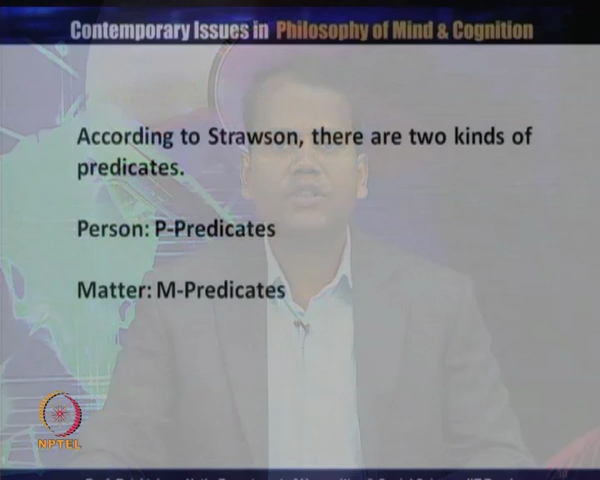 Contemporary Issues in Philosophy of Mind & Cognition
According to Strawson, there are two kinds of
predicates.
Person: P-Predicates
Matter: M-Predicates
NPTEL